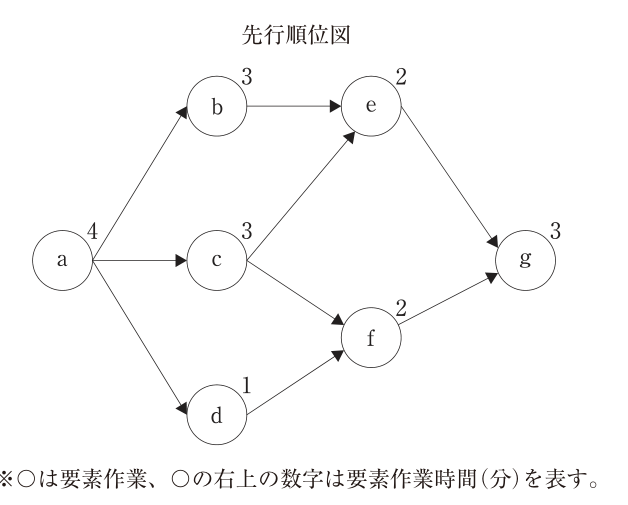 先行順位図
3
b
2
e
4
a
3
c
3
g
2
f
1
d
※○は要素作業、○の右上の数字は要素作業時間(分)を表す。